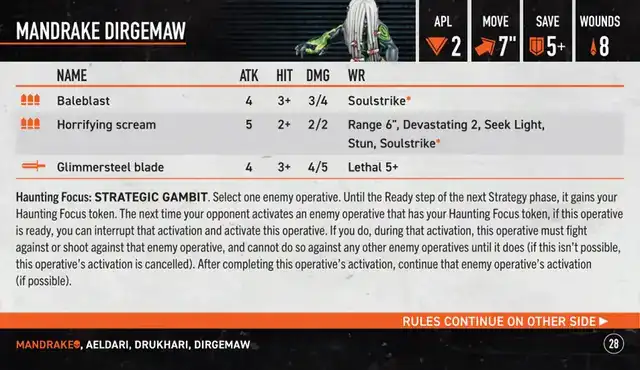 MANDRAKE DIRGEMAW
APL
2
MOVE
7"
SAVE
5+
WOUNDS
8
NAME ATK HIT DMG WR
Baleblast 4 3+ 3/4 Soulstrike*
Horrifying scream 5 2+ 2/2 Range 6", Devastating 2, Seek Light,
Stun, Soulstrike*
Glimmersteel blade 4 3+ 4/5 Lethal 5+
Haunting Focus: STRATEGIC GAMBIT. Select one enemy operative. Until the Ready step of the next Strategy phase, it gains your
Haunting Focus token. The next time your opponent activates an enemy operative that has your Haunting Focus token, if this operative
is ready, you can interrupt that activation and activate this operative. If you do, during that activation, this operative must fight
against or shoot against that enemy operative, and cannot do so against any other enemy operatives until it does (if this isn't possible,
this operative's activation is cancelled). After completing this operative's activation, continue that enemy operative's activation
(if possible).
RULES CONTINUE ON OTHER SIDE ►
MANDRAKE, AELDARI, DRUKHARI, DIRGEMAW
28